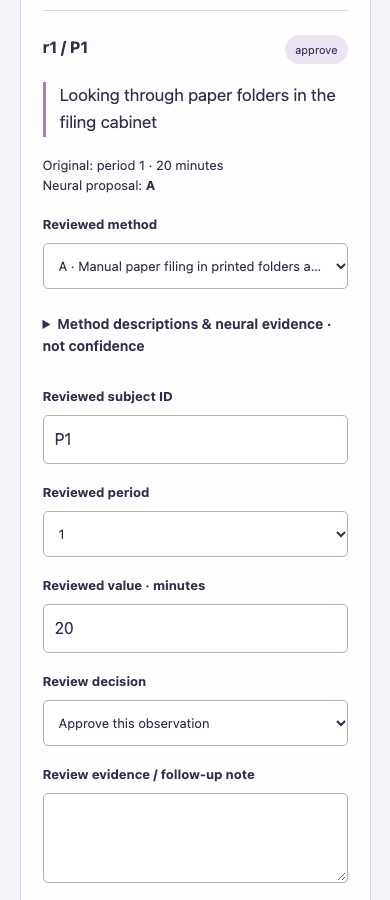 r1 / P1
approve
Looking through paper folders in the
filing cabinet
Original: period 1 · 20 minutes
Neural proposal: A
Reviewed method
A · Manual paper filing in printed folders a...
▶ Method descriptions & neural evidence ·
not confidence
Reviewed subject ID
P1
Reviewed period
1
Reviewed value · minutes
20
Review decision
Approve this observation
Review evidence / follow-up note